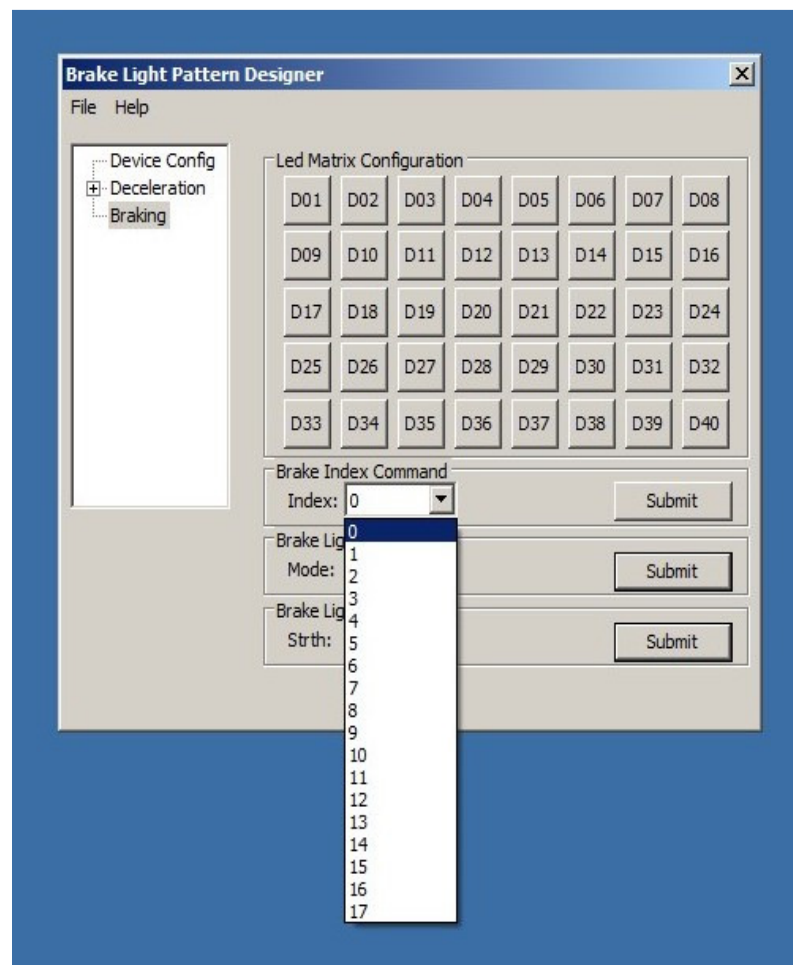 Brake Light Pattern Designer
File Help
Device Config
Deceleration
Braking
Led Matrix Configuration
D01 D02 D03 D04 D05 D06 D07 D08
D09 D10 D11 D12 D13 D14 D15 D16
D17 D18 D19 D20 D21 D22 D23 D24
D25 D26 D27 D28 D29 D30 D31 D32
D33 D34 D35 D36 D37 D38 D39 D40
Brake Index Command
Index: 0 Submit
Brake Lig
Mode: Submit
Brake Lig
Strth: Submit
0
1
2
3
4
5
6
7
8
9
10
11
12
13
14
15
16
17